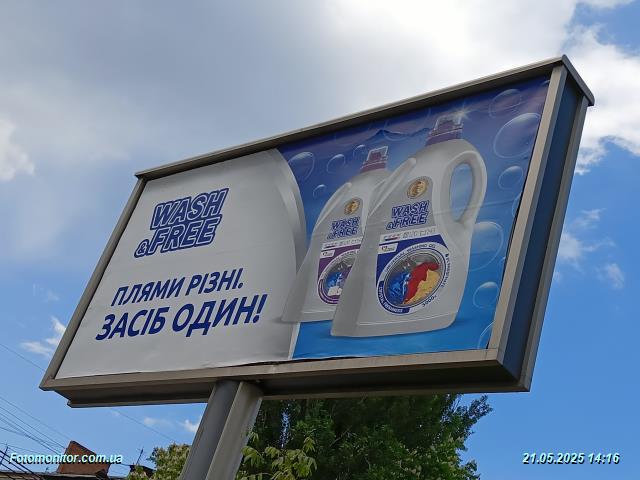 WASH
& FREE
ПЛЯМИ РІЗНІ.
ЗАСІБ ОДИН!
WASH
& FREE
WASH
& FREE
Fotomonitor.com.ua
21.05.2025 14:16